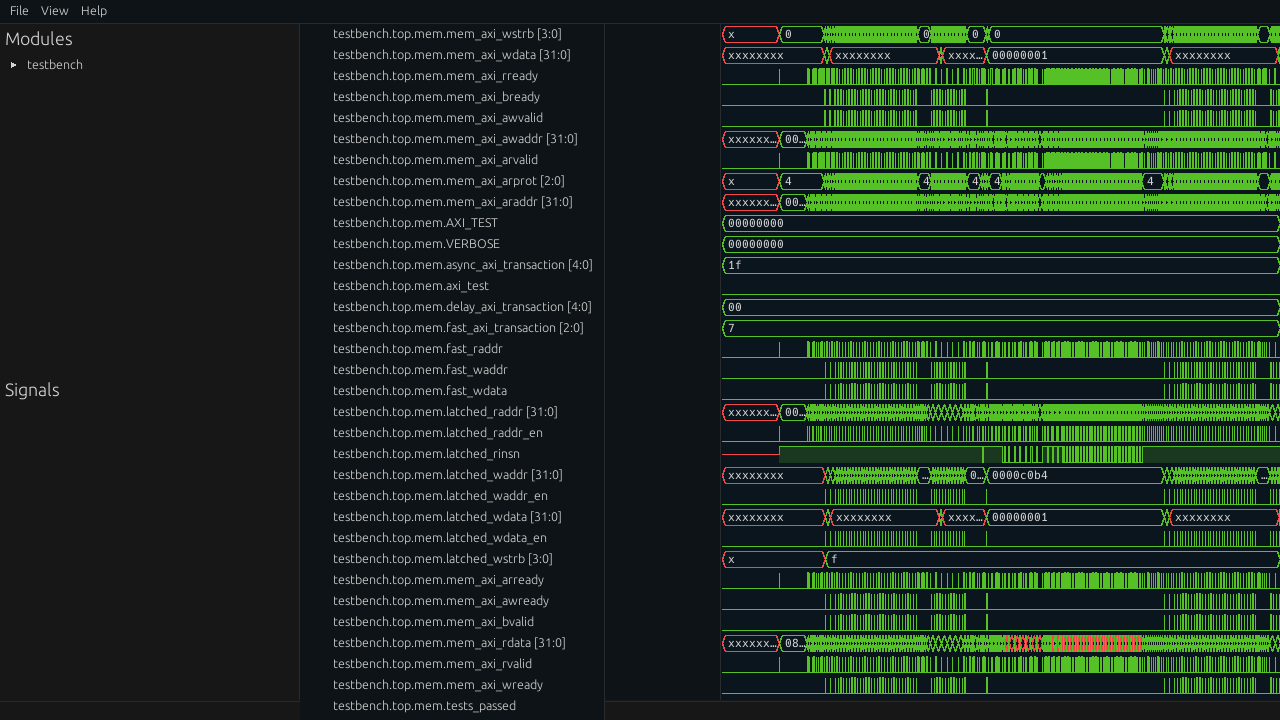 File View Help
Modules
testbench
Signals
testbench.top.mem.mem_axi_wstrb [3:0] x 0 0 0 0
testbench.top.mem.mem_axi_wdata [31:0] xxxxxxxx xxxxxxxx xxxx… 00000001 xxxxxxxx
testbench.top.mem.mem_axi_rready
testbench.top.mem.mem_axi_bready
testbench.top.mem.mem_axi_awvalid
testbench.top.mem.mem_axi_awaddr [31:0] xxxxxx… 00…
testbench.top.mem.mem_axi_arvalid
testbench.top.mem.mem_axi_arprot [2:0] x 4 4 4 4 4
testbench.top.mem.mem_axi_araddr [31:0] xxxxxx… 00…
testbench.top.mem.AXI_TEST 00000000
testbench.top.mem.VERBOSE 00000000
testbench.top.mem.async_axi_transaction [4:0] 1f
testbench.top.mem.axi_test
testbench.top.mem.delay_axi_transaction [4:0] 00
testbench.top.mem.fast_axi_transaction [2:0] 7
testbench.top.mem.fast_raddr
testbench.top.mem.fast_waddr
testbench.top.mem.fast_wdata
testbench.top.mem.latched_raddr [31:0] xxxxxx… 00…
testbench.top.mem.latched_raddr_en
testbench.top.mem.latched_rinsn
testbench.top.mem.latched_waddr [31:0] xxxxxxxx … 0… 0000c0b4 …
testbench.top.mem.latched_waddr_en
testbench.top.mem.latched_wdata [31:0] xxxxxxxx xxxxxxxx xxxx… 00000001 xxxxxxxx
testbench.top.mem.latched_wdata_en
testbench.top.mem.latched_wstrb [3:0] x f
testbench.top.mem.mem_axi_arready
testbench.top.mem.mem_axi_awready
testbench.top.mem.mem_axi_bvalid
testbench.top.mem.mem_axi_rdata [31:0] xxxxxx… 08…
testbench.top.mem.mem_axi_rvalid
testbench.top.mem.mem_axi_wready
testbench.top.mem.tests_passed